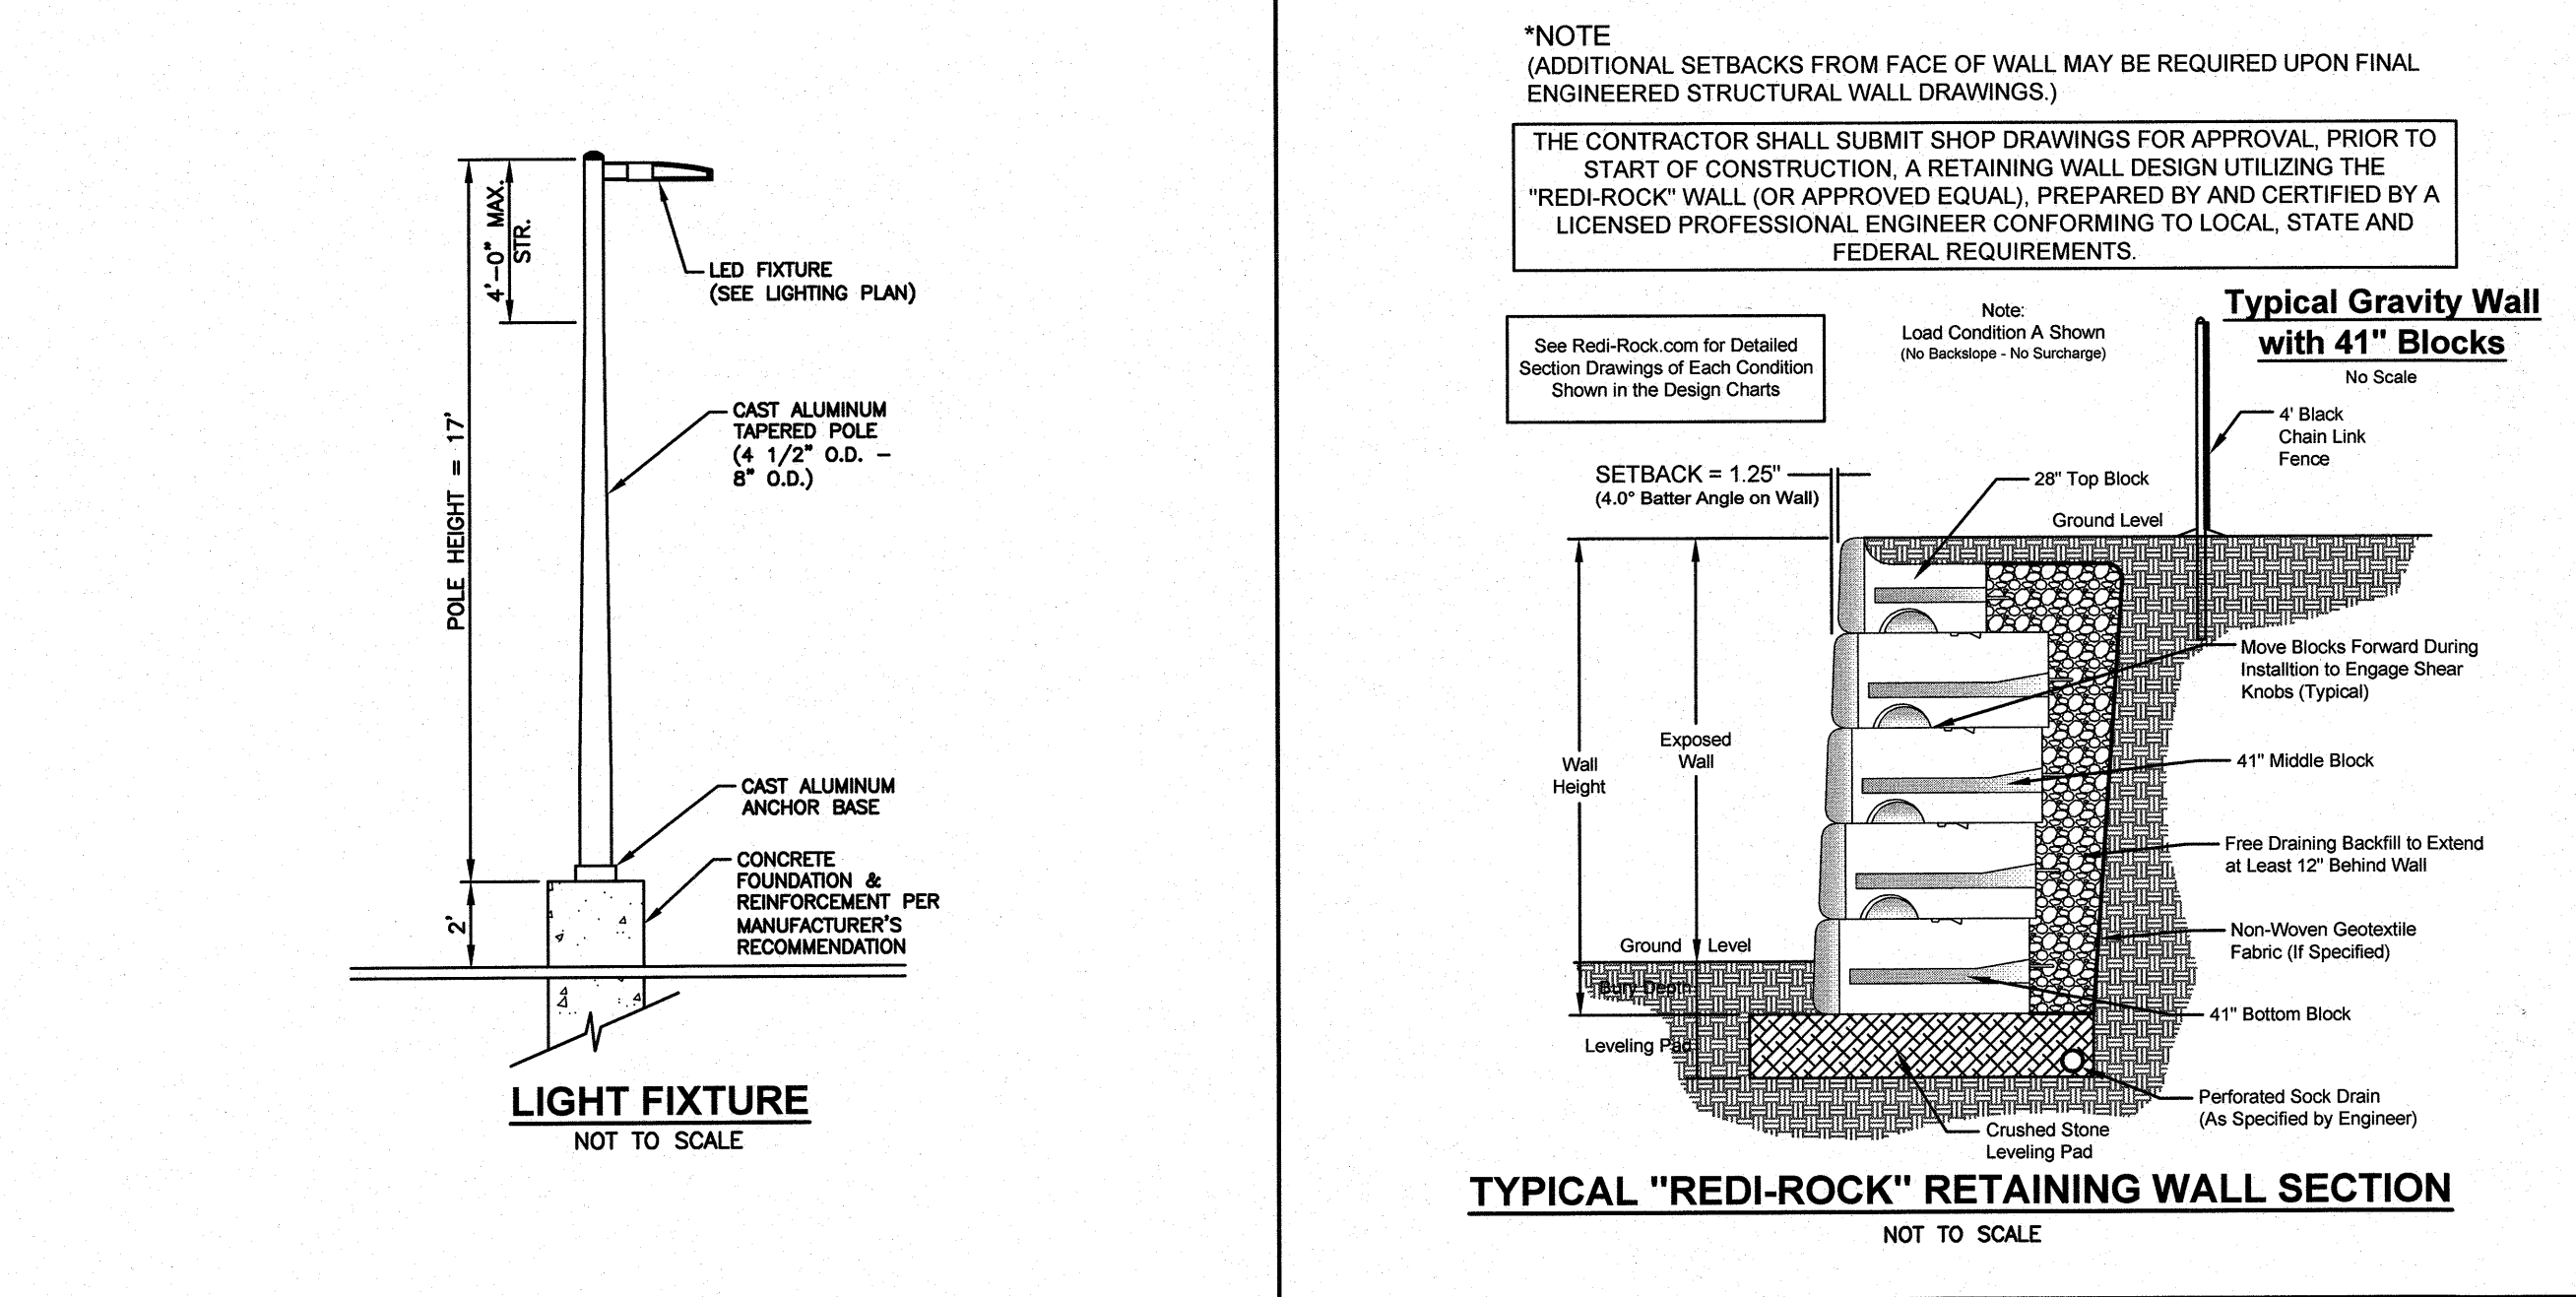 4'-0" MAX.
STR.
POLE HEIGHT = 17'
2'
LED FIXTURE
(SEE LIGHTING PLAN)
CAST ALUMINUM
TAPERED POLE
(4 1/2" O.D. -
8" O.D.)
CAST ALUMINUM
ANCHOR BASE
CONCRETE
FOUNDATION &
REINFORCEMENT PER
MANUFACTURER'S
RECOMMENDATION
LIGHT FIXTURE
NOT TO SCALE
*NOTE
(ADDITIONAL SETBACKS FROM FACE OF WALL MAY BE REQUIRED UPON FINAL
ENGINEERED STRUCTURAL WALL DRAWINGS.)
THE CONTRACTOR SHALL SUBMIT SHOP DRAWINGS FOR APPROVAL, PRIOR TO
START OF CONSTRUCTION, A RETAINING WALL DESIGN UTILIZING THE
"REDI-ROCK" WALL (OR APPROVED EQUAL), PREPARED BY AND CERTIFIED BY A
LICENSED PROFESSIONAL ENGINEER CONFORMING TO LOCAL, STATE AND
FEDERAL REQUIREMENTS.
See Redi-Rock.com for Detailed
Section Drawings of Each Condition
Shown in the Design Charts
Note:
Load Condition A Shown
(No Backslope - No Surcharge)
Typical Gravity Wall
with 41" Blocks
No Scale
4' Black
Chain Link
Fence
SETBACK = 1.25"
(4.0° Batter Angle on Wall)
28" Top Block
Ground Level
Move Blocks Forward During
Installtion to Engage Shear
Knobs (Typical)
Exposed
Wall
Wall
Height
41" Middle Block
Free Draining Backfill to Extend
at Least 12" Behind Wall
Non-Woven Geotextile
Fabric (If Specified)
Ground Level
Bury Depth
41" Bottom Block
Leveling Pad
Perforated Sock Drain
(As Specified by Engineer)
Crushed Stone
Leveling Pad
TYPICAL "REDI-ROCK" RETAINING WALL SECTION
NOT TO SCALE